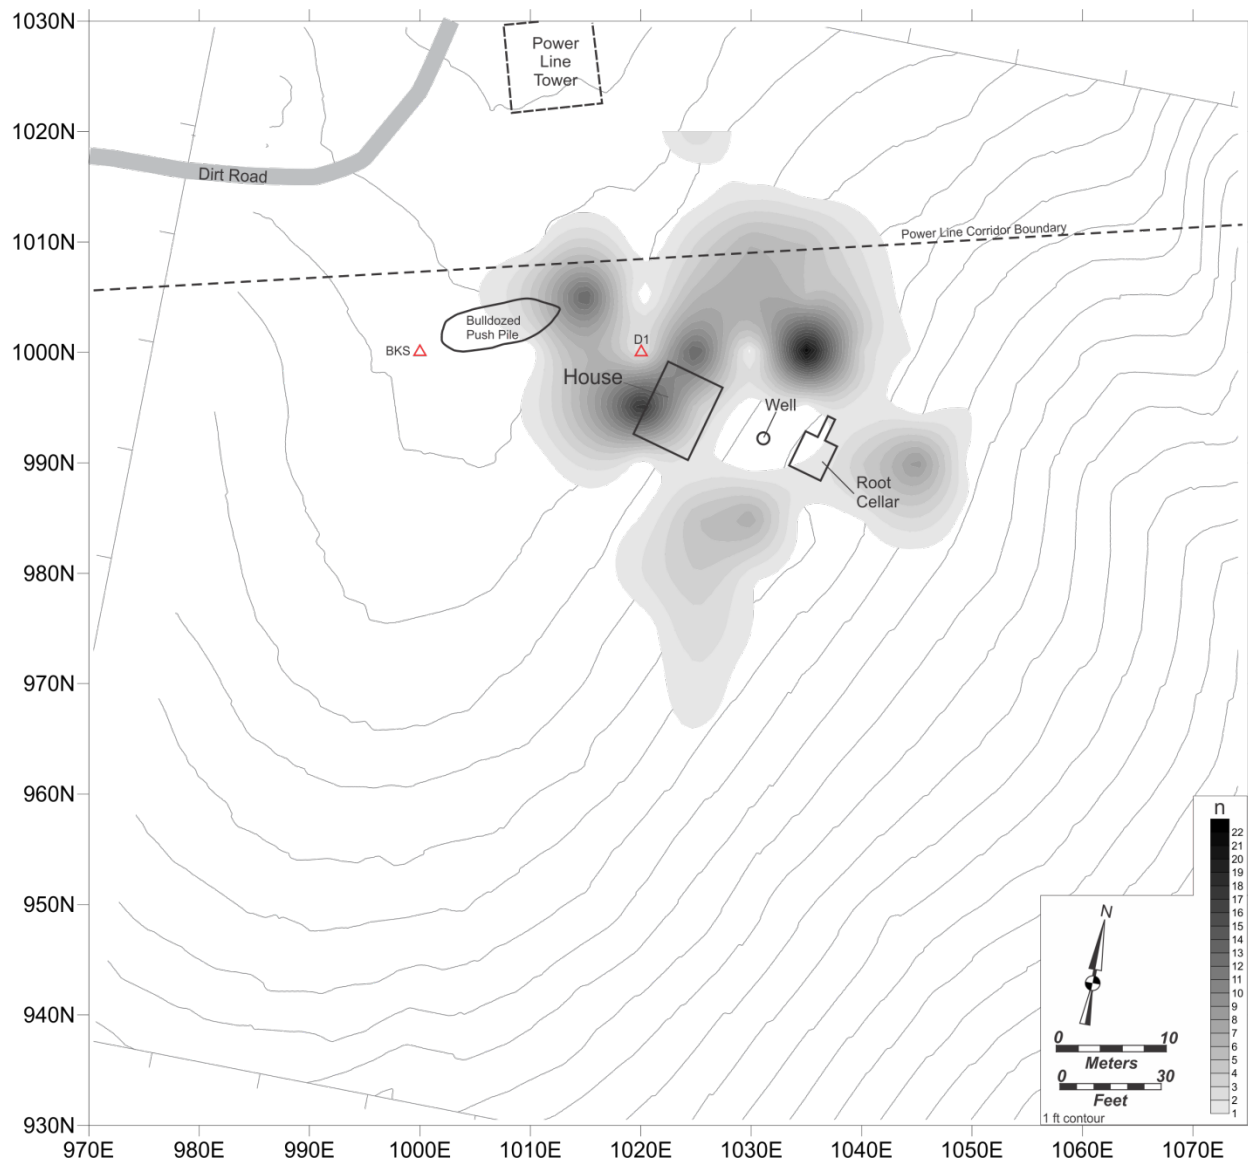 1030N
1020N
1010N
1000N
990N
980N
970N
960N
950N
940N
930N
970E
980E
990E
1000E
1010E
1020E
1030E
1040E
1050E
1060E
1070E
Power
Line
Tower
Dirt Road
Power Line Corridor Boundary
Bulldozed
Push Pile
BKS
D1
House
Well
Root
Cellar
n
22
21
20
19
18
17
16
15
14
13
12
11
10
9
8
7
6
5
4
3
2
1
N
0 10
Meters
0 30
Feet
1 ft contour